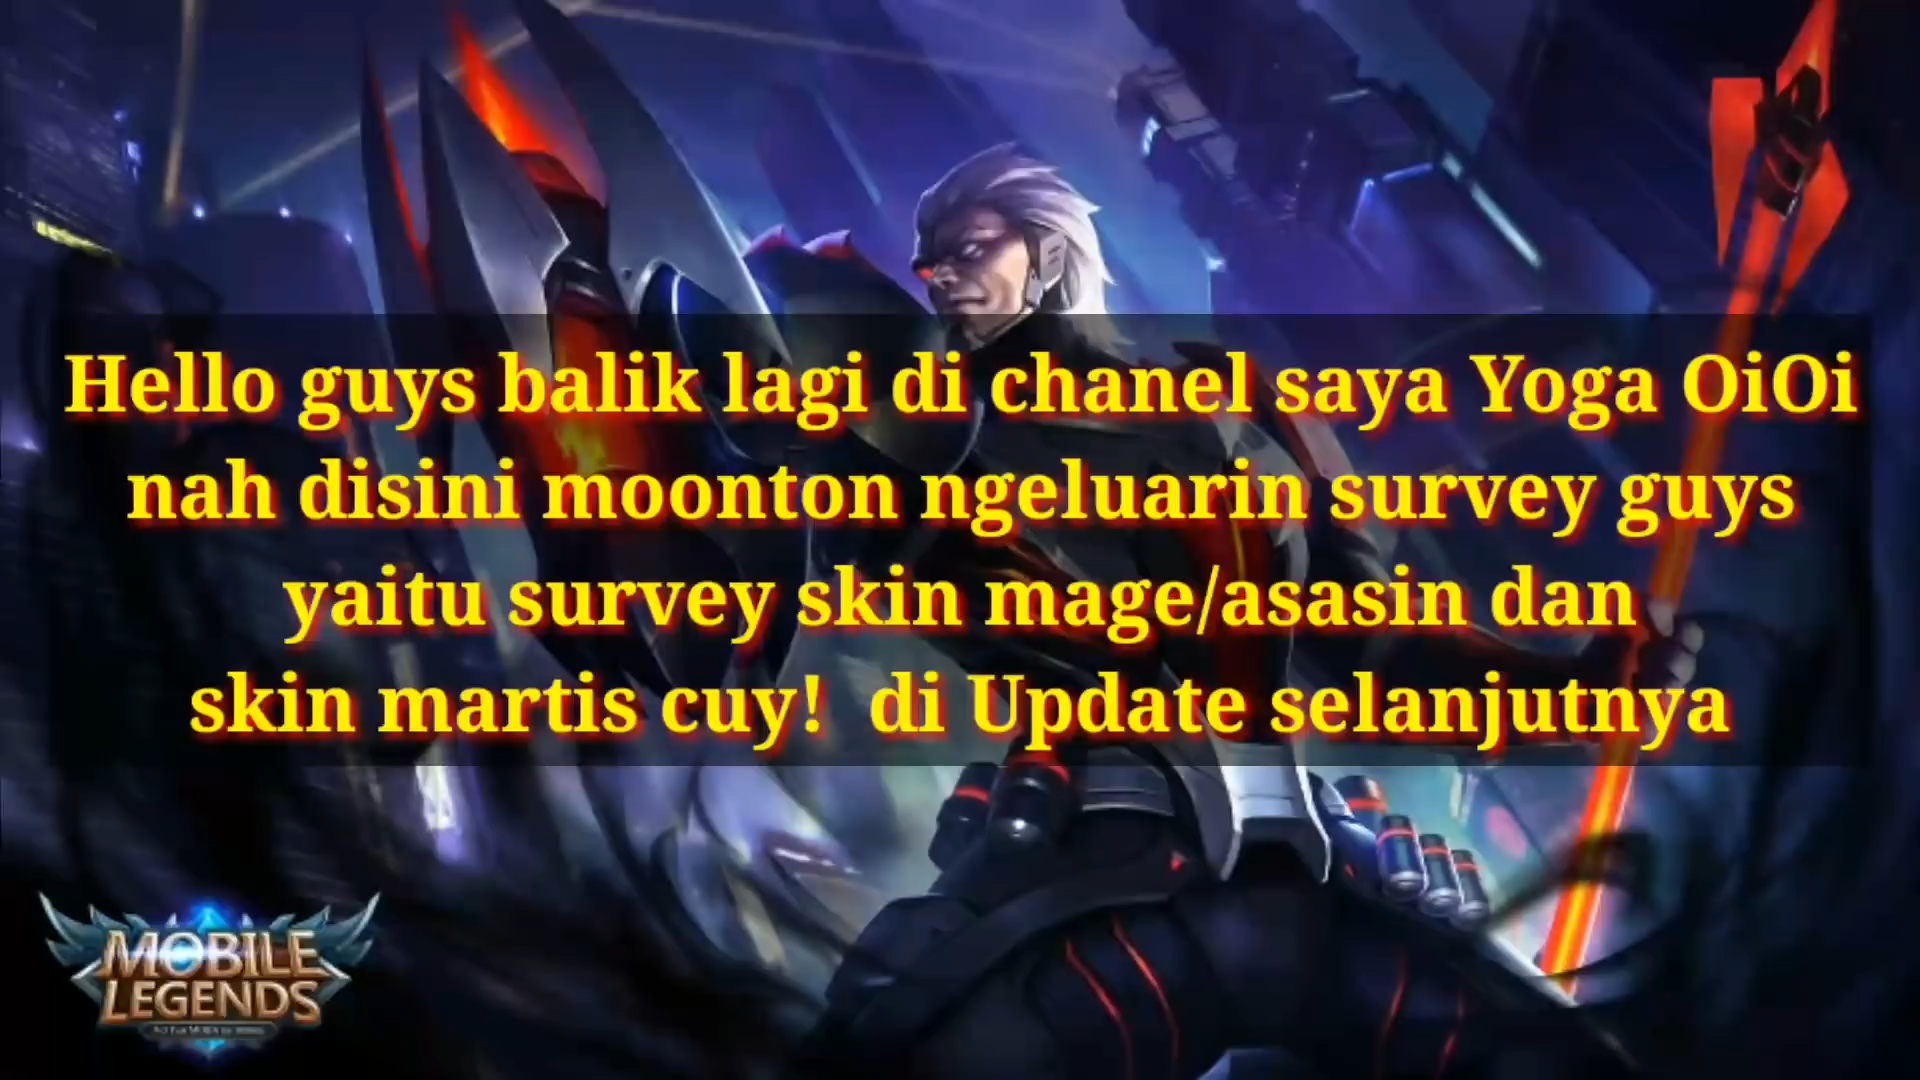 Hello guys balik lagi di chanel saya Yoga OiOi
nah disini moonton ngeluarin survey guys
yaitu survey skin mage/asasin dan
skin martis cuy!  di Update selanjutnya
MOBILE
LEGENDS